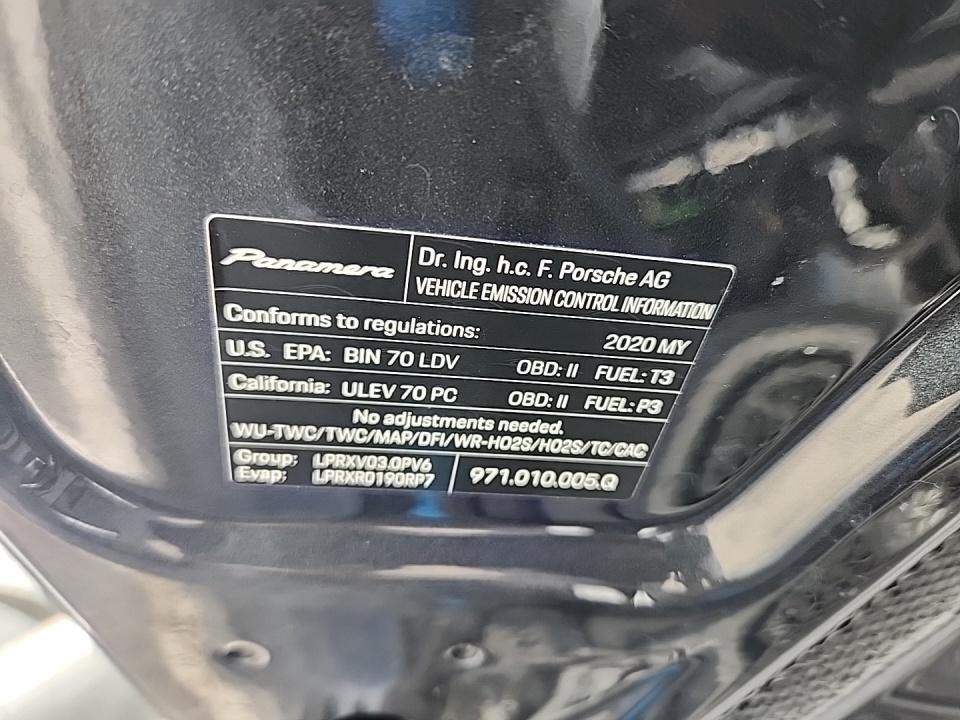 Panamera
Dr. Ing. h.c. F. Porsche AG
VEHICLE EMISSION CONTROL INFORMATION
Conforms to regulations: 2020 MY
U.S. EPA: BIN 70 LDV OBD: II FUEL: T3
California: ULEV 70 PC OBD: II FUEL: P3
No adjustments needed.
WU-TWC/TWC/MAP/DFI/WR-HO2S/HO2S/TC/CAC
Group: LPRXV03.0PV6
Evap: LPRXR0190RP7
971.010.005.Q